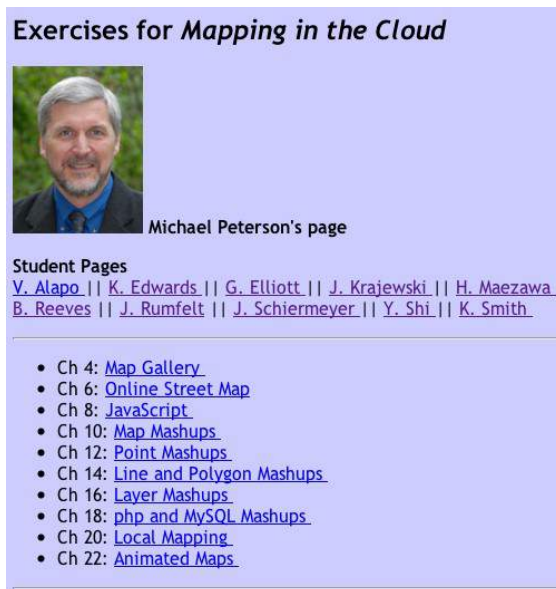 Exercises for Mapping in the Cloud
Michael Peterson's page
Student Pages
V. Alapo || K. Edwards || G. Elliott || J. Krajewski || H. Maezawa
B. Reeves || J. Rumfelt || J. Schiermeyer || Y. Shi || K. Smith
• Ch 4: Map Gallery
• Ch 6: Online Street Map
• Ch 8: JavaScript
• Ch 10: Map Mashups
• Ch 12: Point Mashups
• Ch 14: Line and Polygon Mashups
• Ch 16: Layer Mashups
• Ch 18: php and MySQL Mashups
• Ch 20: Local Mapping
• Ch 22: Animated Maps